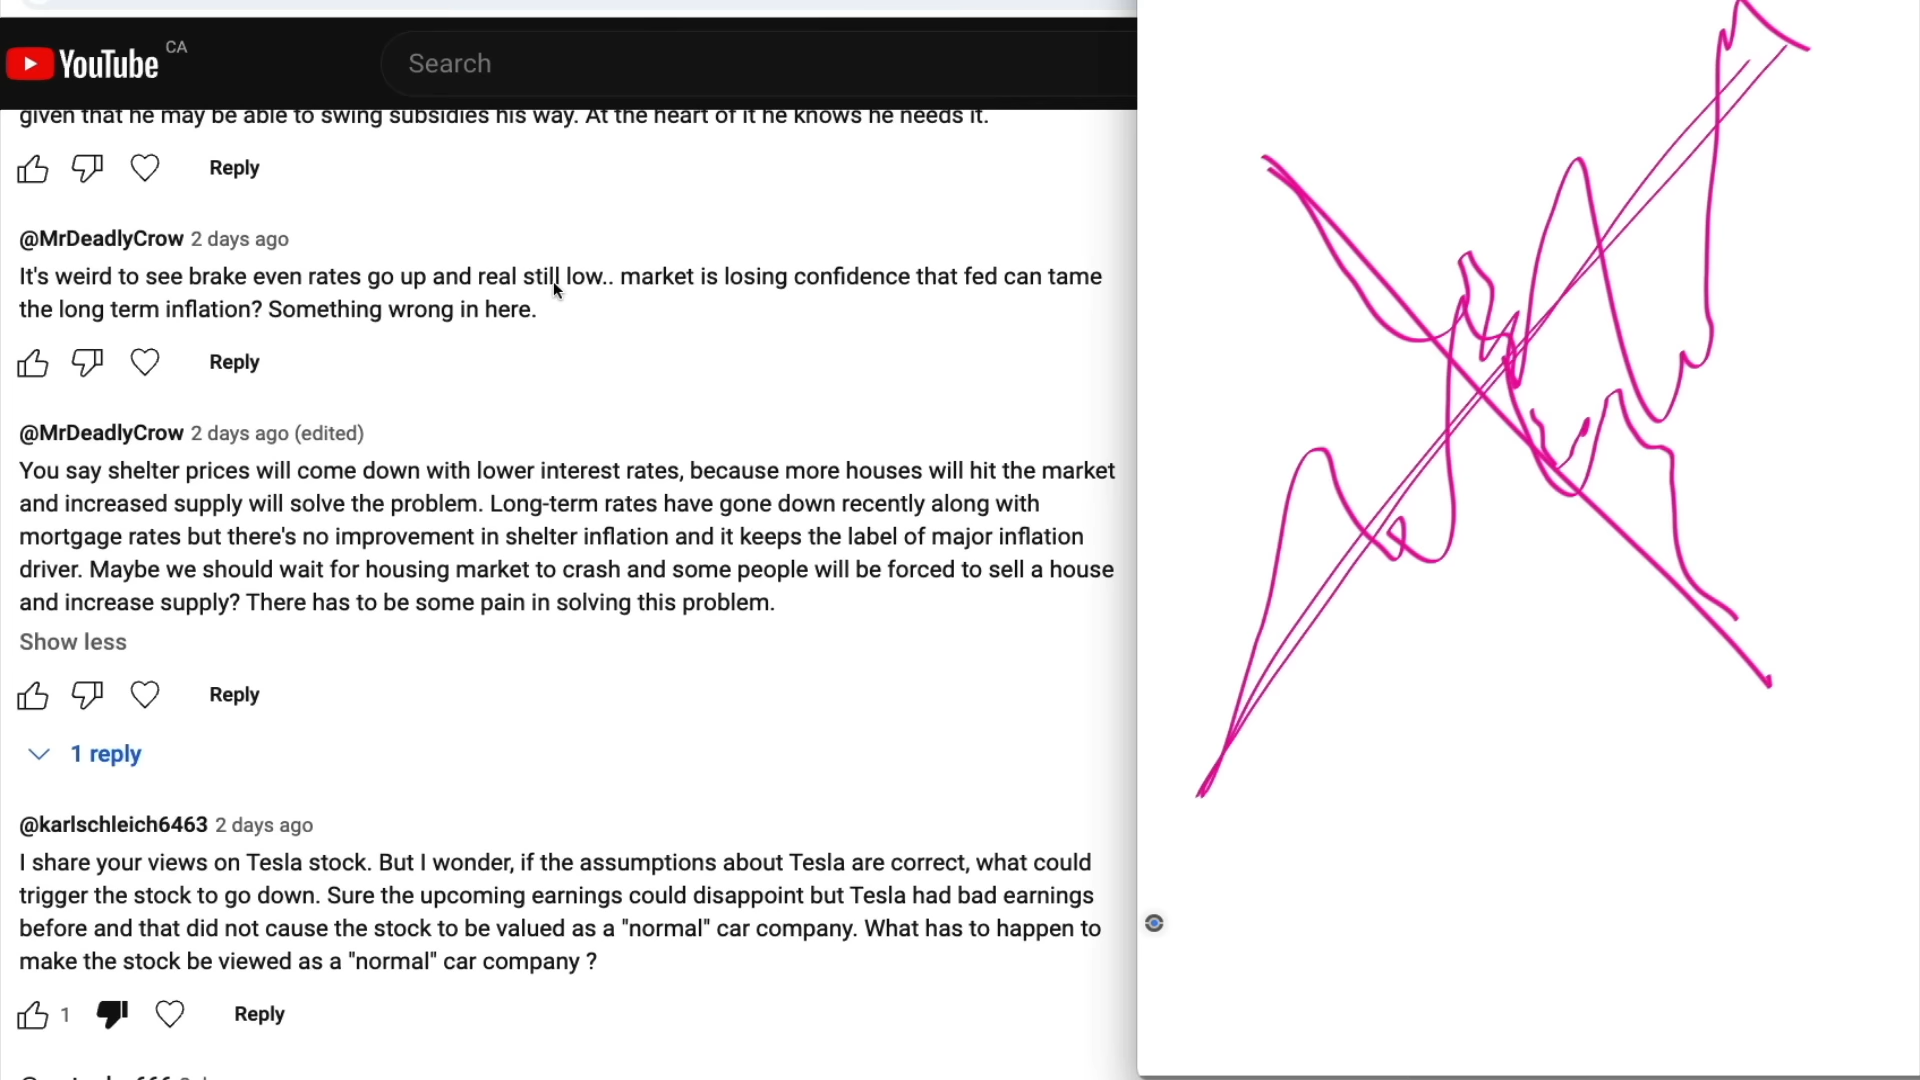 YouTube CA
Search
given that he may be able to swing subsidies his way. At the heart of it he knows he needs it.
Reply
@MrDeadlyCrow 2 days ago
It's weird to see brake even rates go up and real still low.. market is losing confidence that fed can tame
the long term inflation? Something wrong in here.
Reply
@MrDeadlyCrow 2 days ago (edited)
You say shelter prices will come down with lower interest rates, because more houses will hit the market
and increased supply will solve the problem. Long-term rates have gone down recently along with
mortgage rates but there's no improvement in shelter inflation and it keeps the label of major inflation
driver. Maybe we should wait for housing market to crash and some people will be forced to sell a house
and increase supply? There has to be some pain in solving this problem.
Show less
Reply
1 reply
@karlschleich6463 2 days ago
I share your views on Tesla stock. But I wonder, if the assumptions about Tesla are correct, what could
trigger the stock to go down. Sure the upcoming earnings could disappoint but Tesla had bad earnings
before and that did not cause the stock to be valued as a "normal" car company. What has to happen to
make the stock be viewed as a "normal" car company ?
1 Reply